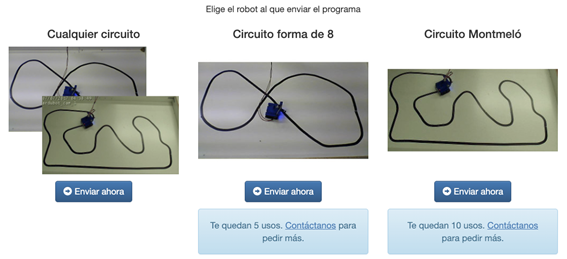 Elige el robot al que enviar el programa
Cualquier circuito
Circuito forma de 8
Circuito Montmeló
Enviar ahora
Enviar ahora
Enviar ahora
Te quedan 5 usos. Contáctanos para
pedir más.
Te quedan 10 usos. Contáctanos
para pedir más.